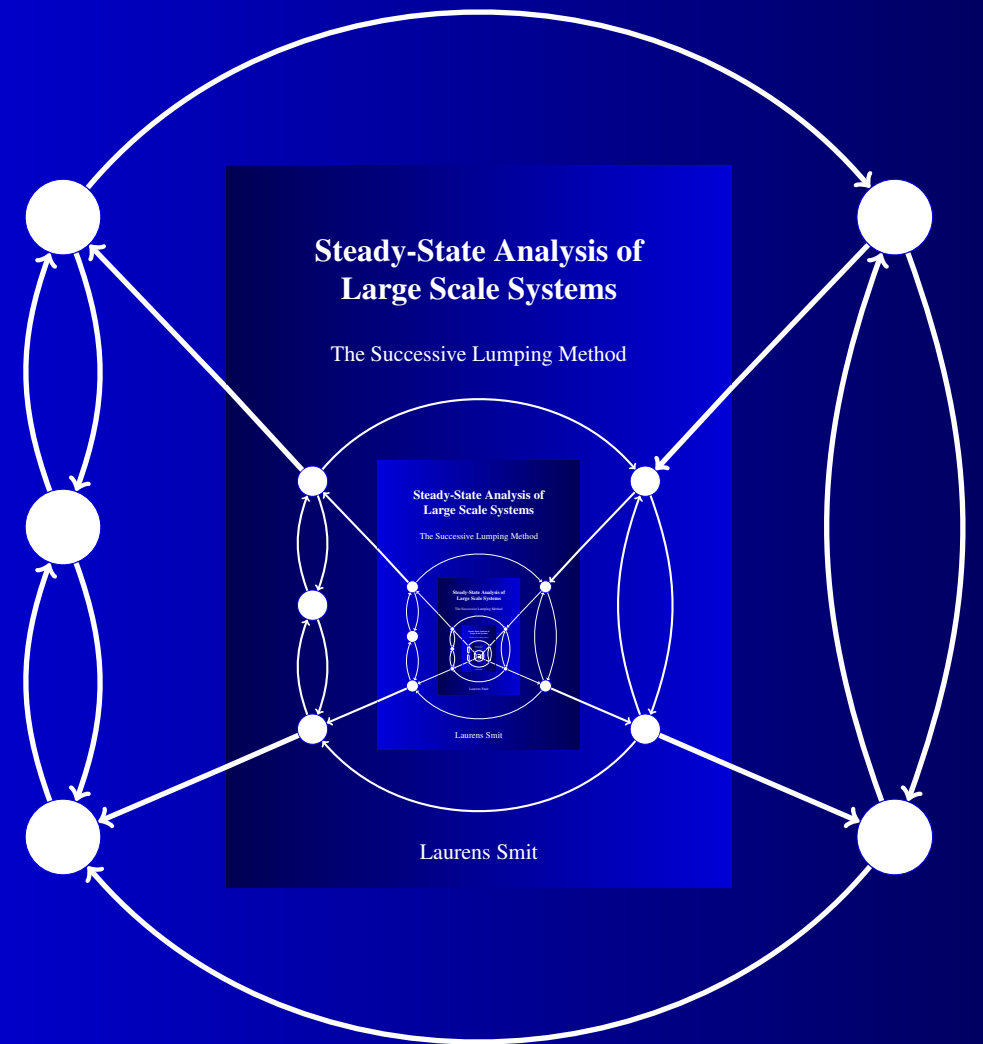 Steady-State Analysis of
Large Scale Systems
The Successive Lumping Method
Steady-State Analysis of
Large Scale Systems
The Successive Lumping Method
Steady-State Analysis of
Large Scale Systems
The Successive Lumping Method
Laurens Smit
Laurens Smit
Laurens Smit